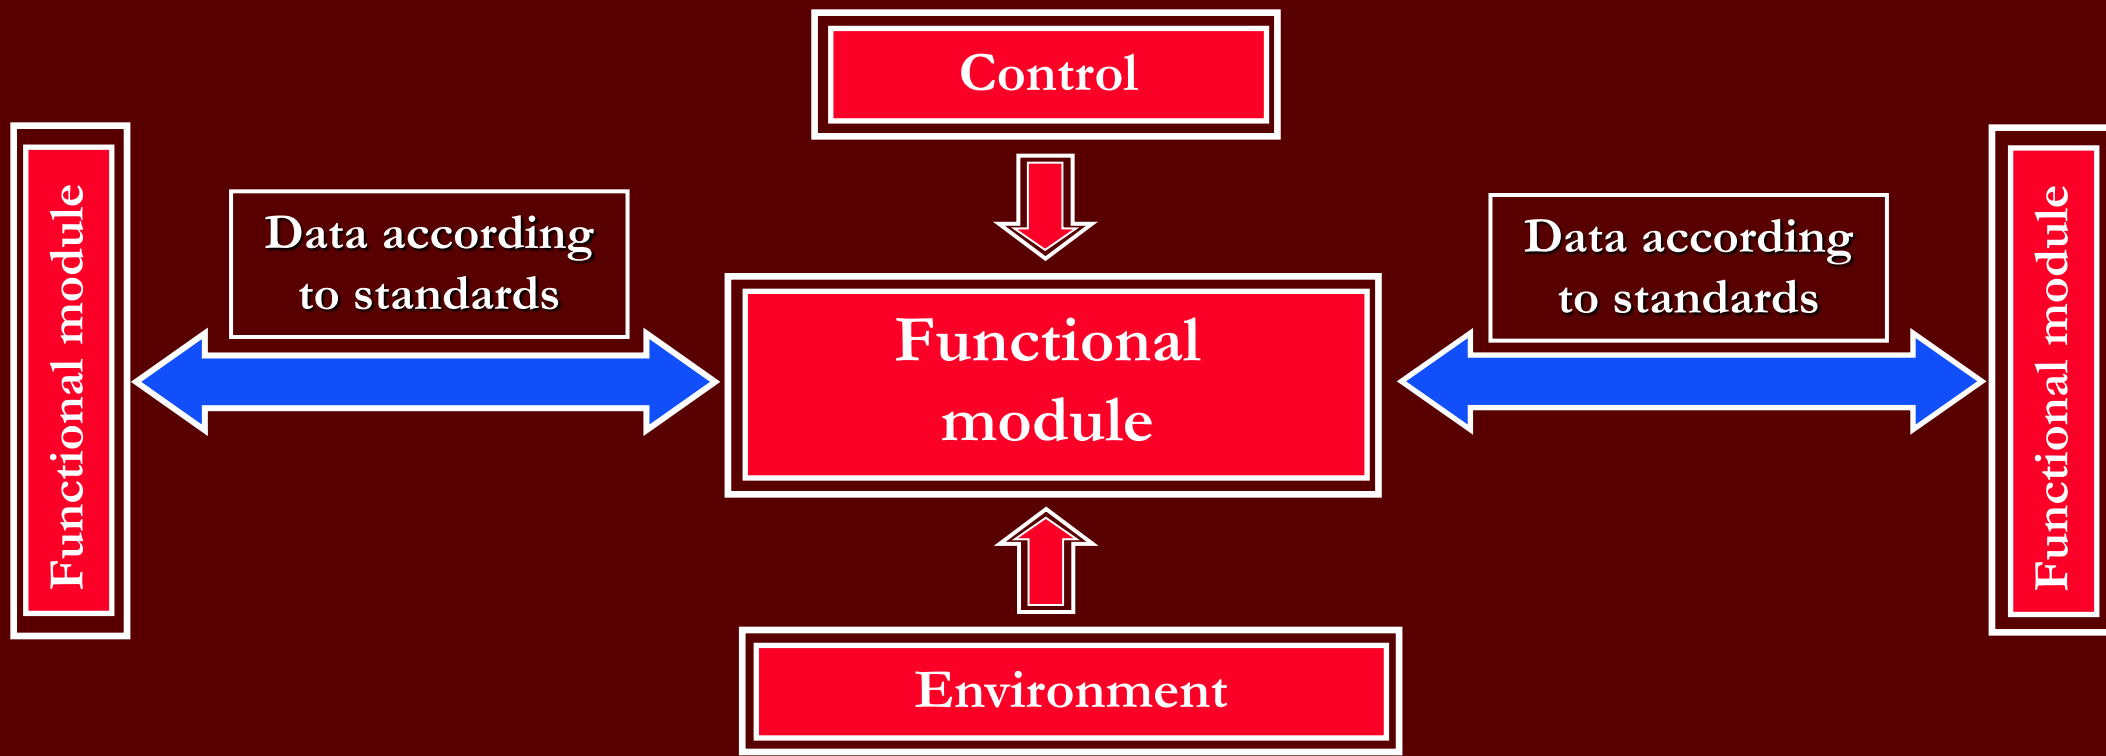 Control
Functional module
Data according
to standards
Functional
module
Data according
to standards
Functional module
Environment